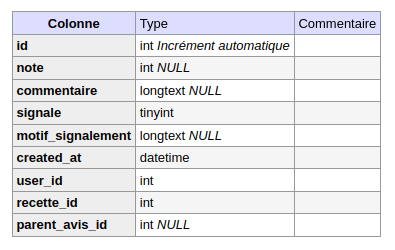 Colonne Type Commentaire
id int Incrément automatique
note int NULL
commentaire longtext NULL
signale tinyint
motif_signalement longtext NULL
created_at datetime
user_id int
recette_id int
parent_avis_id int NULL